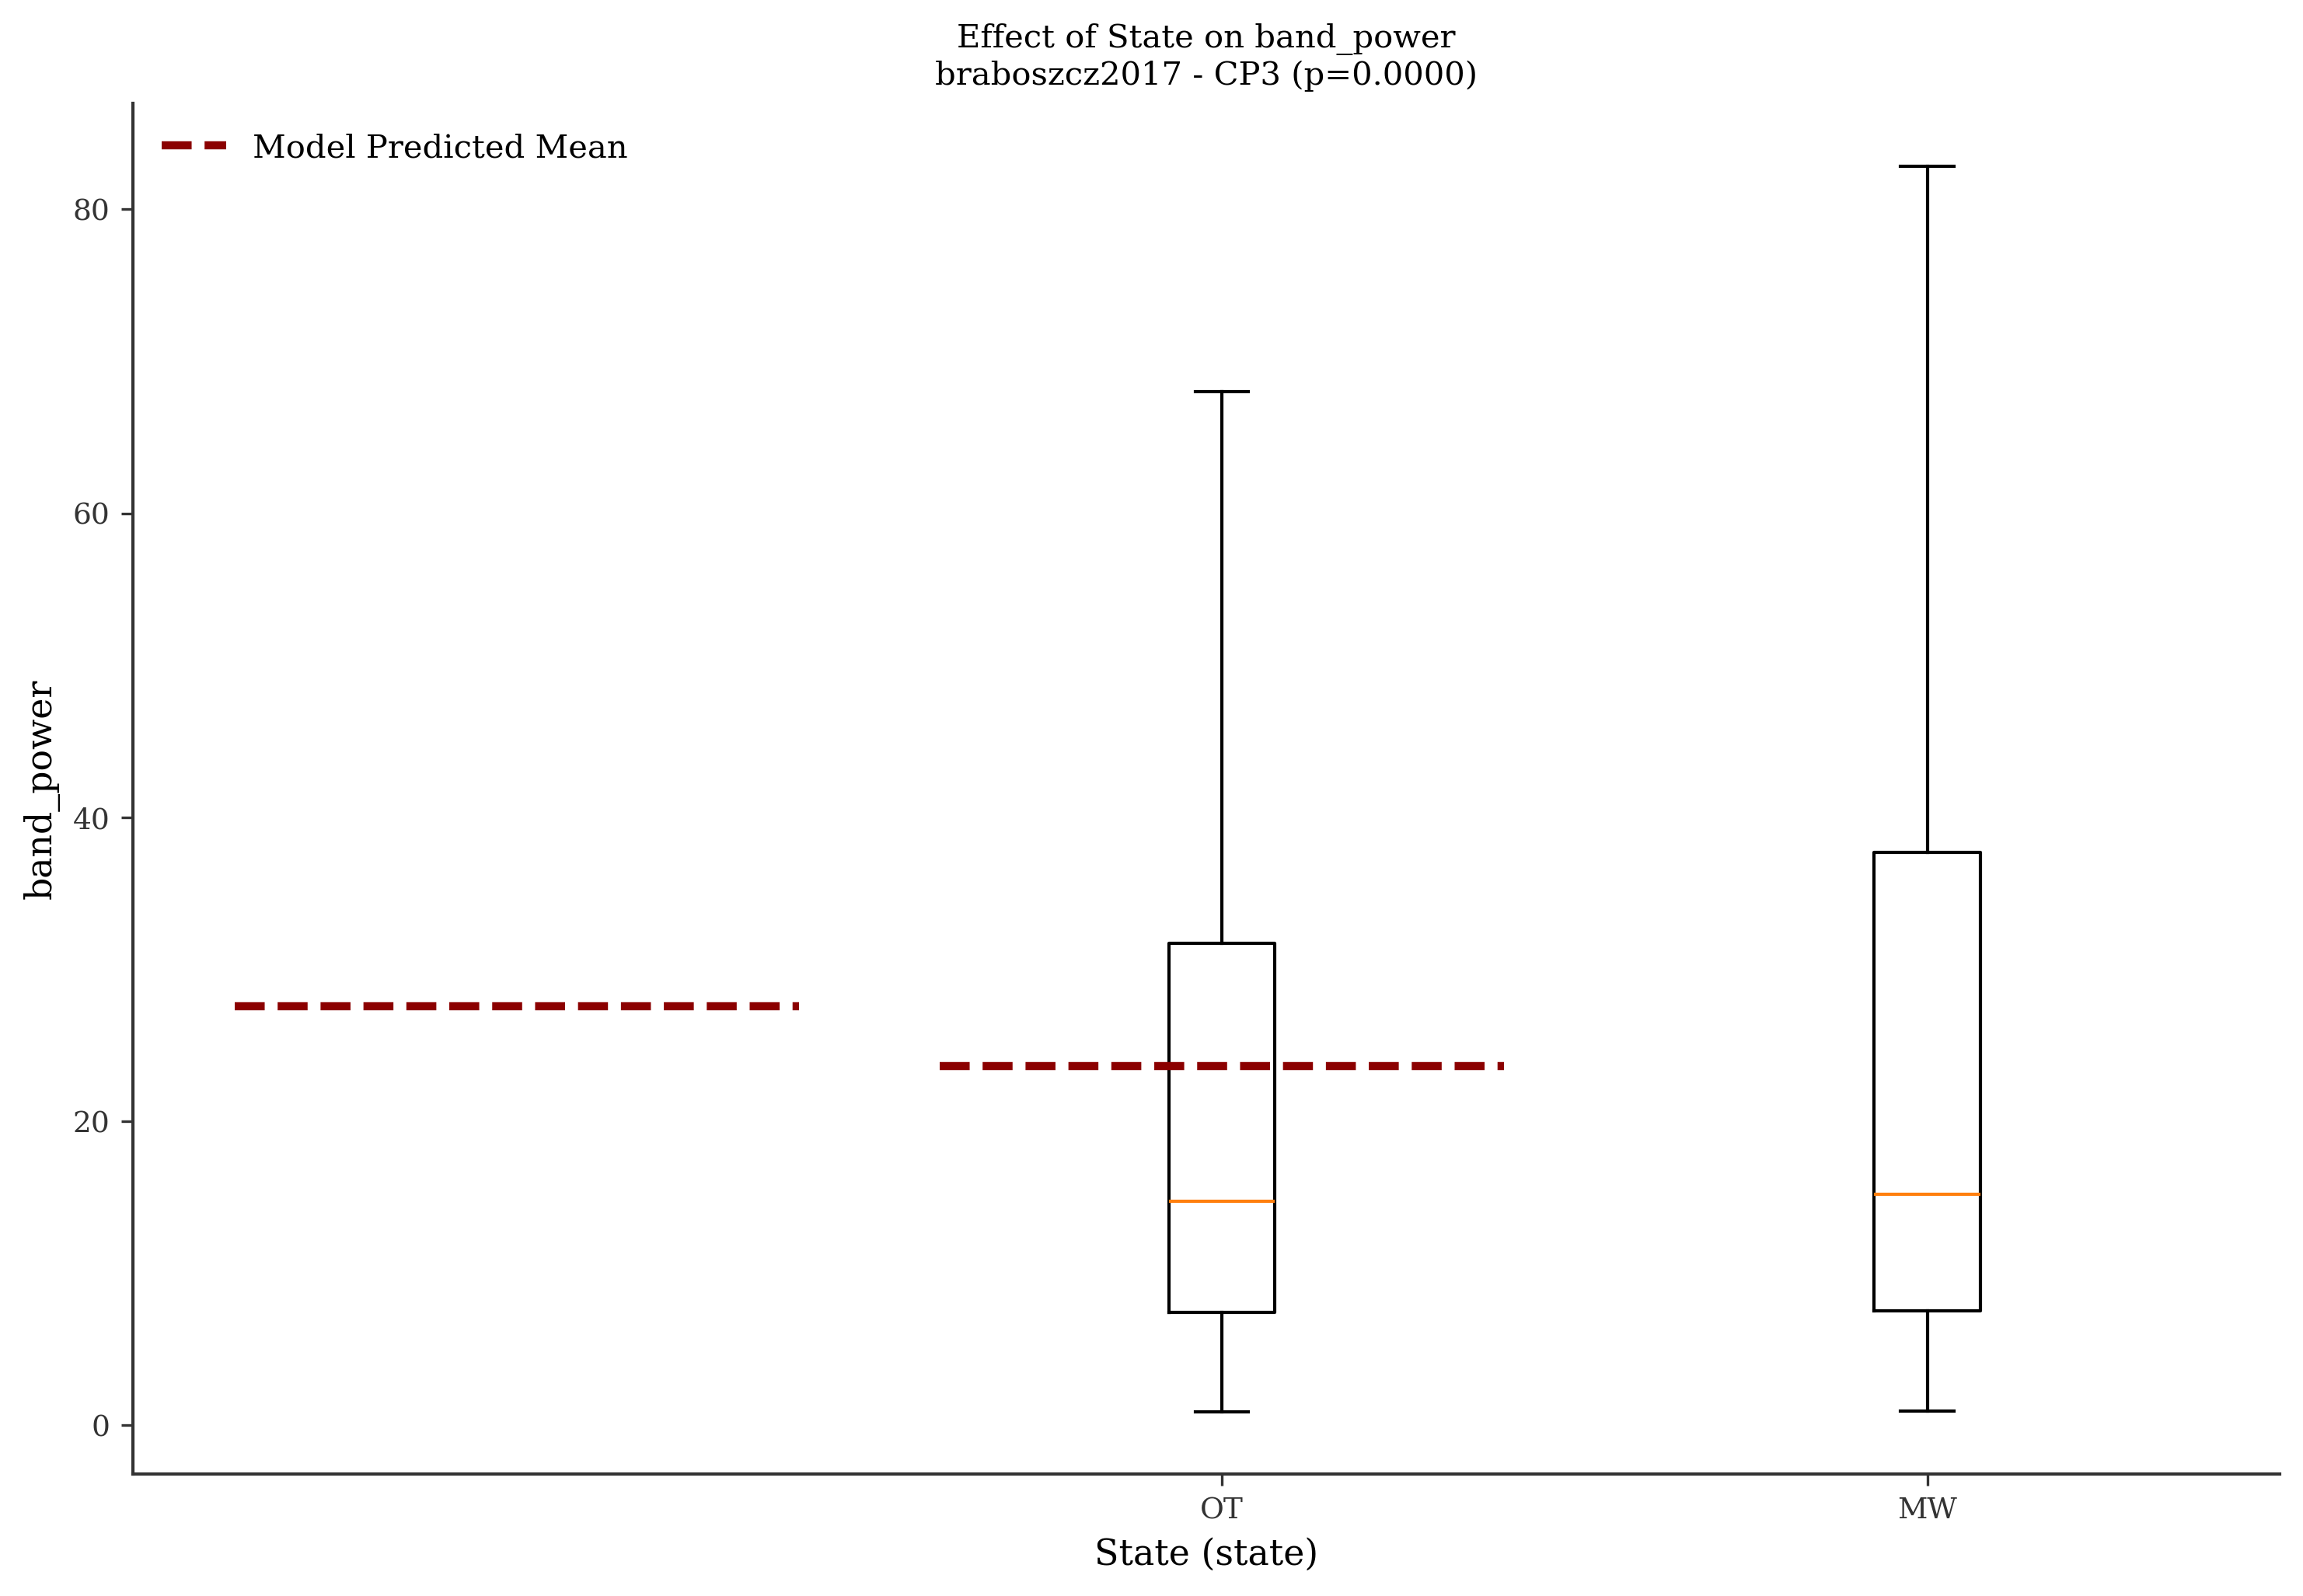 Effect of State on band_power
braboszcz2017 - CP3 (p=0.0000)
Model Predicted Mean
80
60
40
20
0
band_power
OT
MW
State (state)